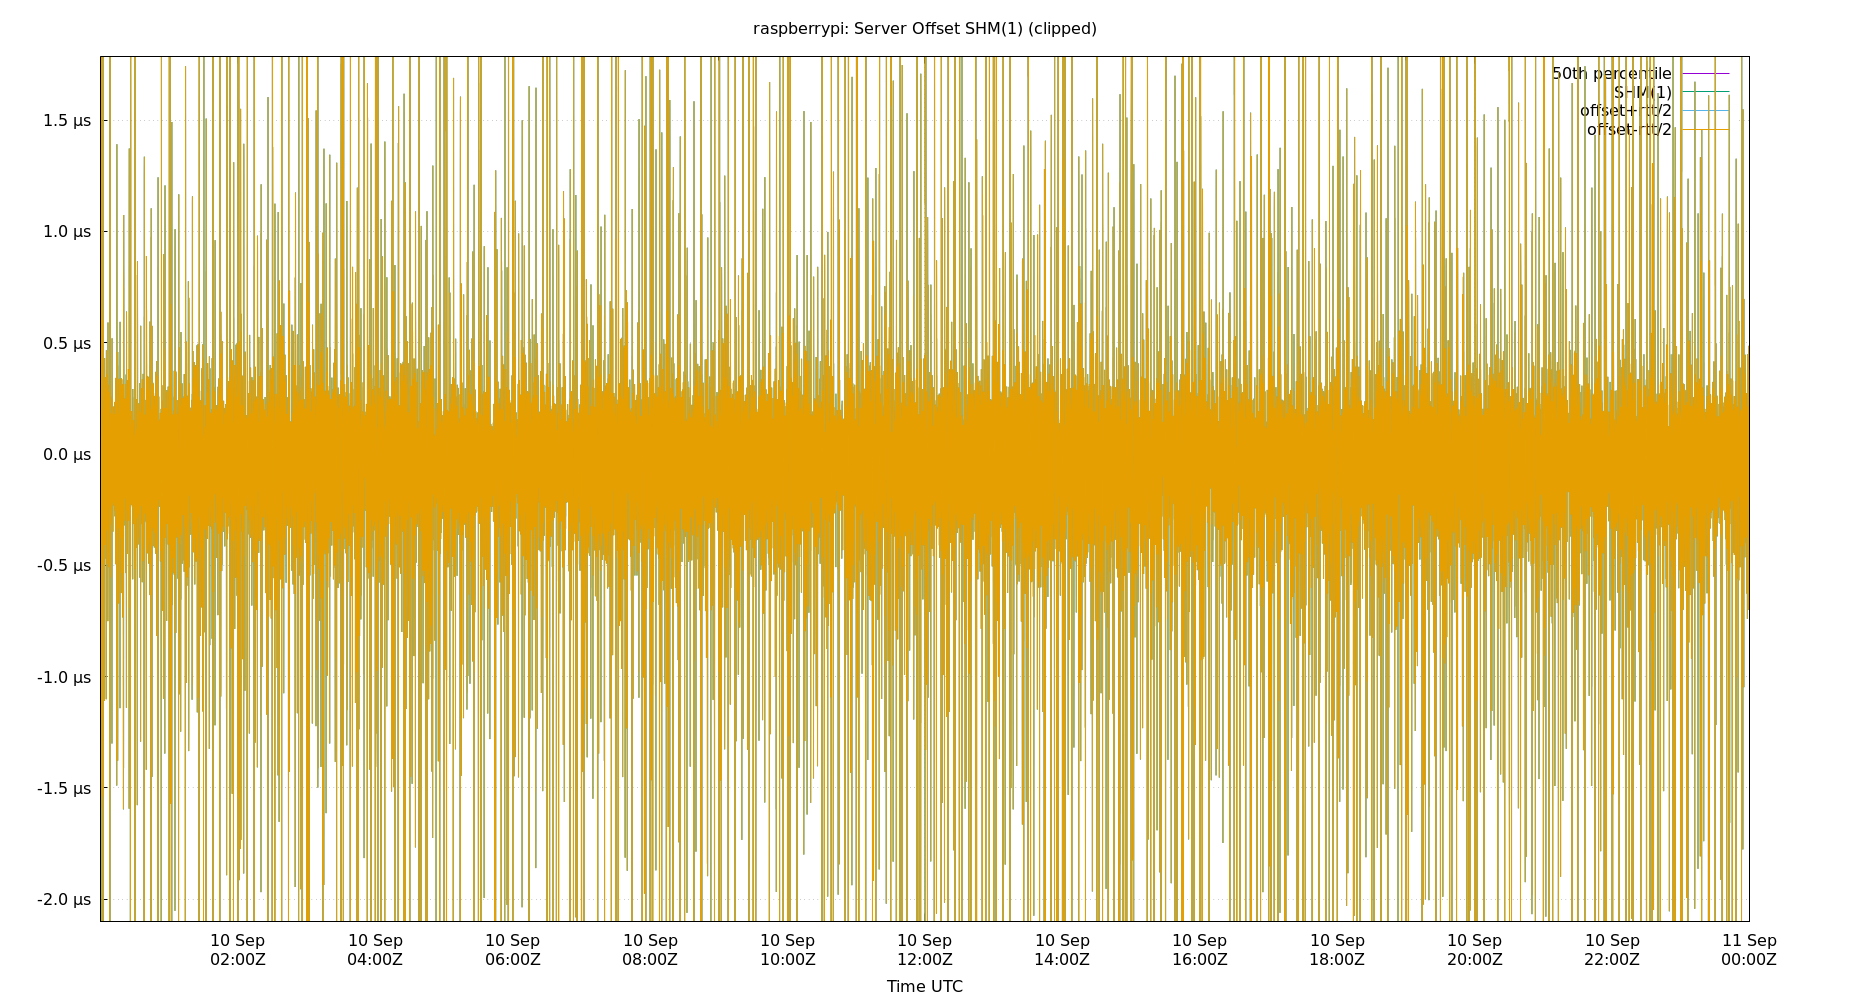 raspberrypi: Server Offset SHM(1) (clipped)
50th percentile
SHM(1)
offset+rtt/2
offset-rtt/2
1.5 µs
1.0 µs
0.5 µs
0.0 µs
-0.5 µs
-1.0 µs
-1.5 µs
-2.0 µs
10 Sep 10 Sep 10 Sep 10 Sep 10 Sep 10 Sep 10 Sep 10 Sep 10 Sep 10 Sep 10 Sep 11 Sep
02:00Z 04:00Z 06:00Z 08:00Z 10:00Z 12:00Z 14:00Z 16:00Z 18:00Z 20:00Z 22:00Z 00:00Z
Time UTC